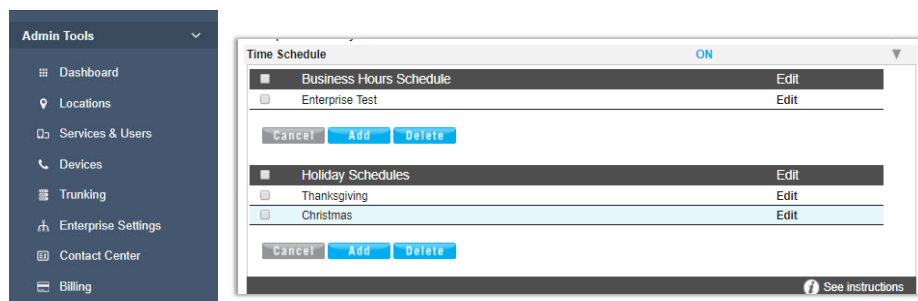 Admin Tools
Dashboard
Locations
Services & Users
Devices
Trunking
Enterprise Settings
Contact Center
Billing
Time Schedule ON
Business Hours Schedule Edit
Enterprise Test Edit
Cancel Add Delete
Holiday Schedules Edit
Thanksgiving Edit
Christmas Edit
Cancel Add Delete
See instructions